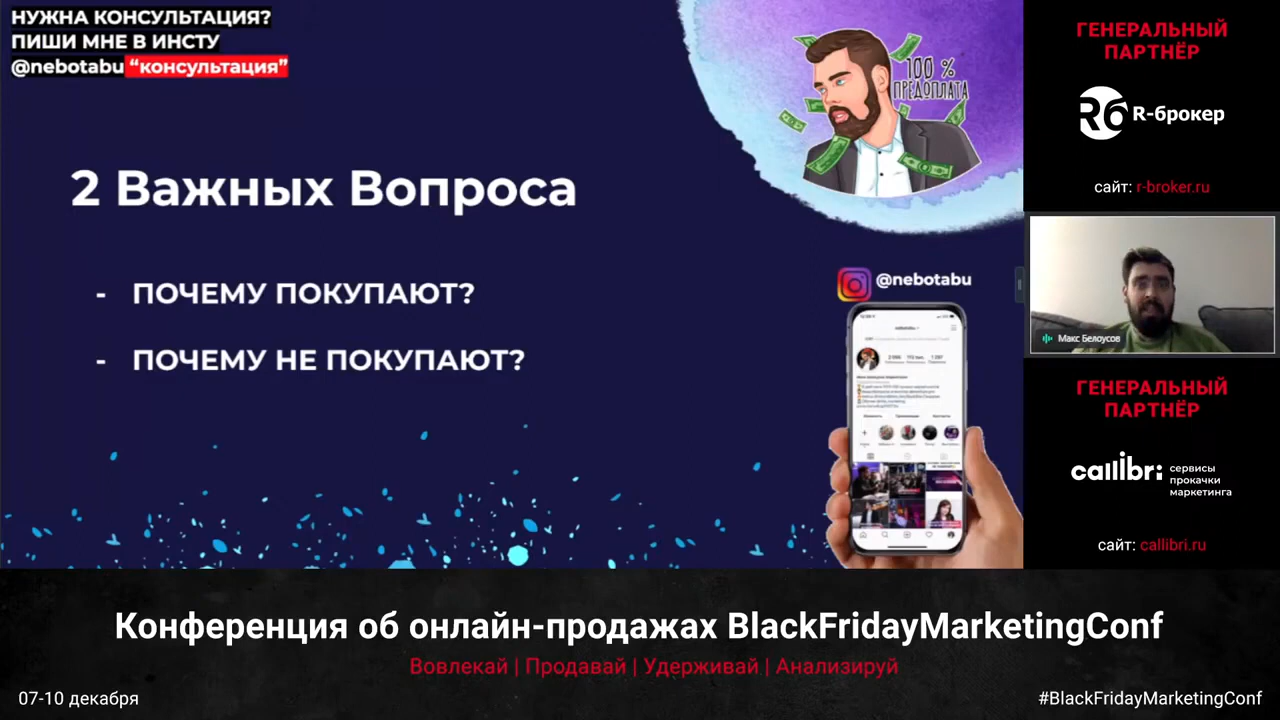 НУЖНА КОНСУЛЬТАЦИЯ?
ПИШИ МНЕ В ИНСТУ
@nebotabu “консультация”
100 %
ПРЕДОПЛАТА
2 Важных Вопроса
- ПОЧЕМУ ПОКУПАЮТ?
- ПОЧЕМУ НЕ ПОКУПАЮТ?
@nebotabu
ГЕНЕРАЛЬНЫЙ
ПАРТНЁР
R-брокер
сайт: r-broker.ru
Макс Белоусов
ГЕНЕРАЛЬНЫЙ
ПАРТНЁР
callibri
сервисы
прокачки
маркетинга
сайт: callibri.ru
Конференция об онлайн-продажах BlackFridayMarketingConf
Вовлекай | Продавай | Удерживай | Анализируй
07-10 декабря
#BlackFridayMarketingConf